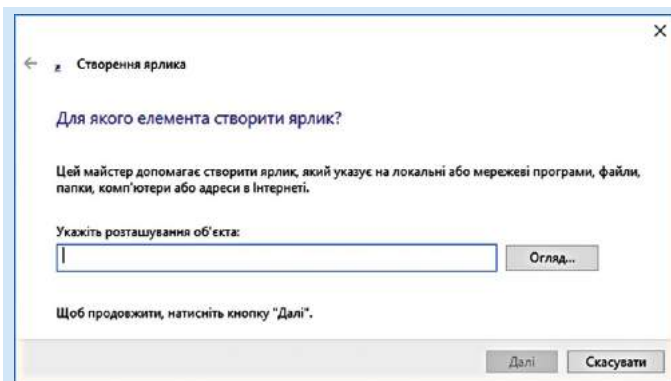 Створення ярлика
Для якого елемента створити ярлик?
Цей майстер допомагає створити ярлик, який указує на локальні або мережеві програми, файли,
папки, комп'ютери або адреси в Інтернеті.
Укажіть розташування об'єкта:
Огляд...
Щоб продовжити, натисніть кнопку "Далі".
Далі Скасувати